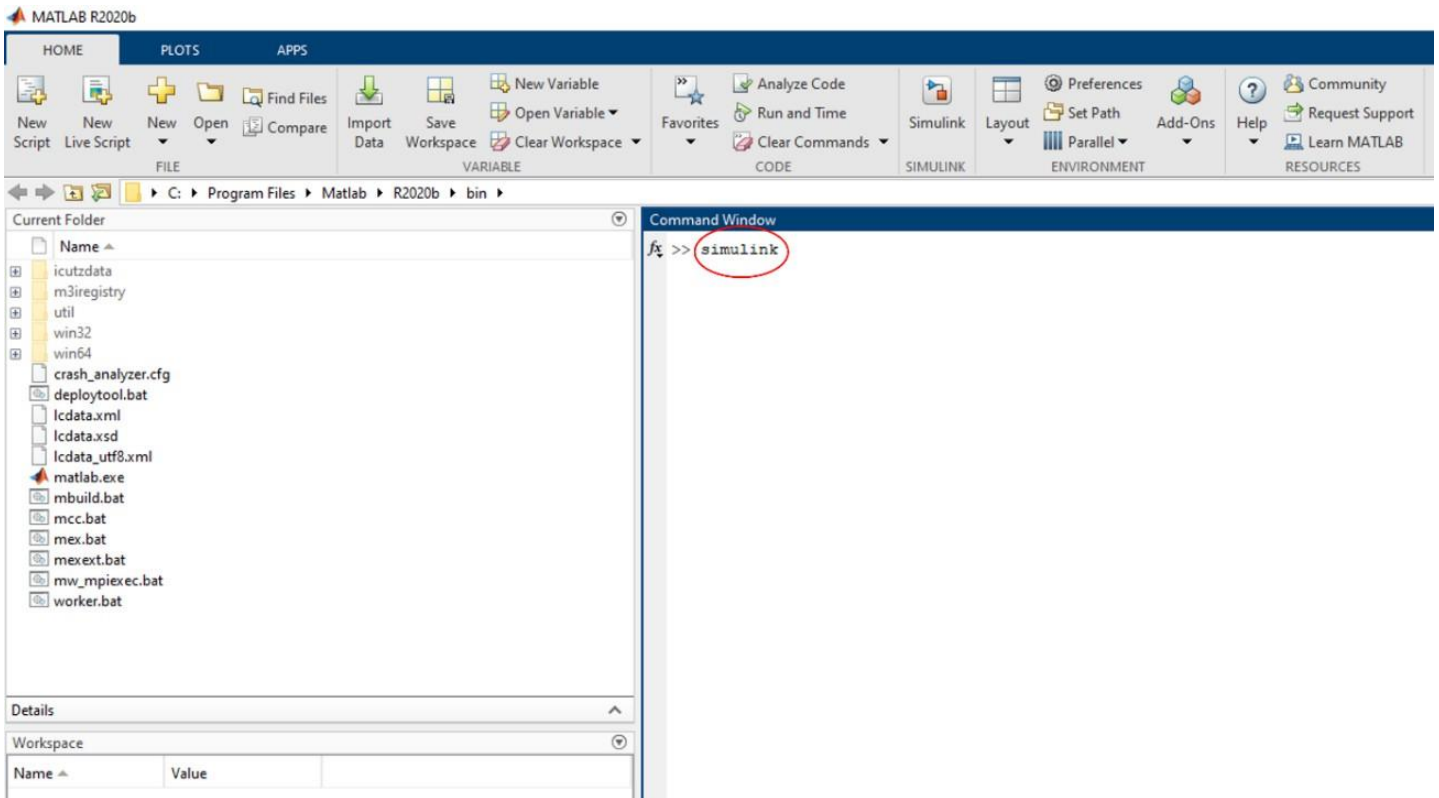 MATLAB R2020b
HOME PLOTS APPS
New Script
New Live Script
New
Open
Find Files
Compare
FILE
Import Data
Save Workspace
New Variable
Open Variable
Clear Workspace
VARIABLE
Favorites
Analyze Code
Run and Time
Clear Commands
CODE
Simulink
SIMULINK
Layout
Preferences
Set Path
Parallel
Add-Ons
ENVIRONMENT
Help
Community
Request Support
Learn MATLAB
RESOURCES
C: Program Files Matlab R2020b bin
Current Folder
Name
icutzdata
m3iregistry
util
win32
win64
crash_analyzer.cfg
deploytool.bat
lcdata.xml
lcdata.xsd
lcdata_utf8.xml
matlab.exe
mbuild.bat
mcc.bat
mex.bat
mexext.bat
mw_mpiexec.bat
worker.bat
Details
Workspace
Name Value
Command Window
fx >> simulink